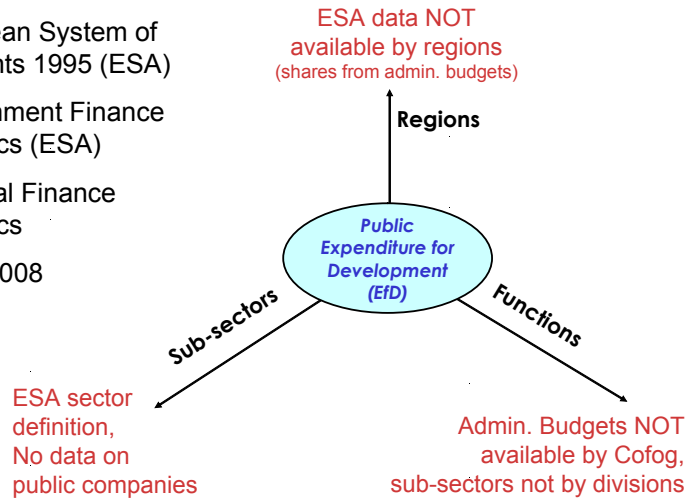 ean System of
nts 1995 (ESA)
nment Finance
cs (ESA)
al Finance
cs
008
ESA data NOT
available by regions
(shares from admin. budgets)
Regions
Public
Expenditure for
Development
(EfD)
Sub-sectors
Functions
ESA sector
definition,
No data on
public companies
Admin. Budgets NOT
available by Cofog,
sub-sectors not by divisions